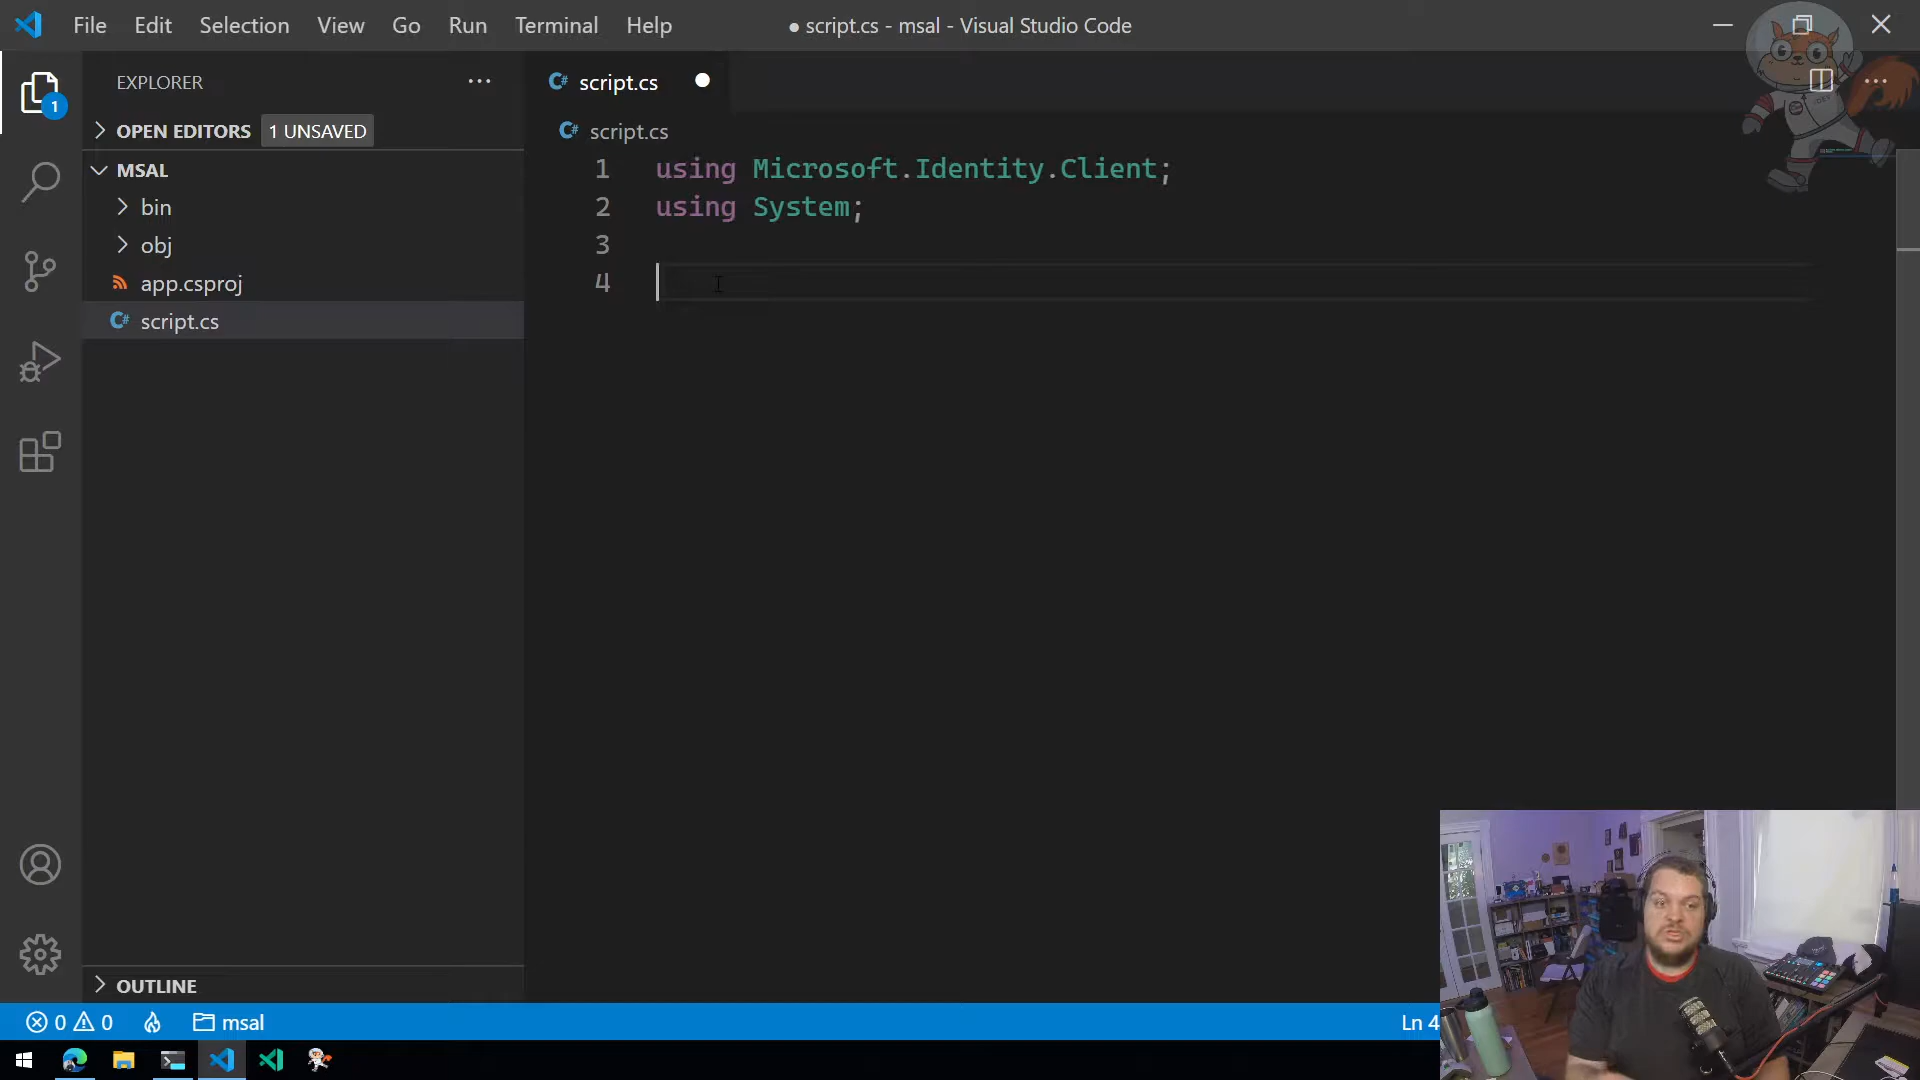 File Edit Selection View Go Run Terminal Help
● script.cs - msal - Visual Studio Code
EXPLORER
1
OPEN EDITORS 1 UNSAVED
MSAL
bin
obj
app.csproj
script.cs
OUTLINE
C# script.cs
C# script.cs
1 using Microsoft.Identity.Client;
2 using System;
3
4
0 0 msal
Ln 4